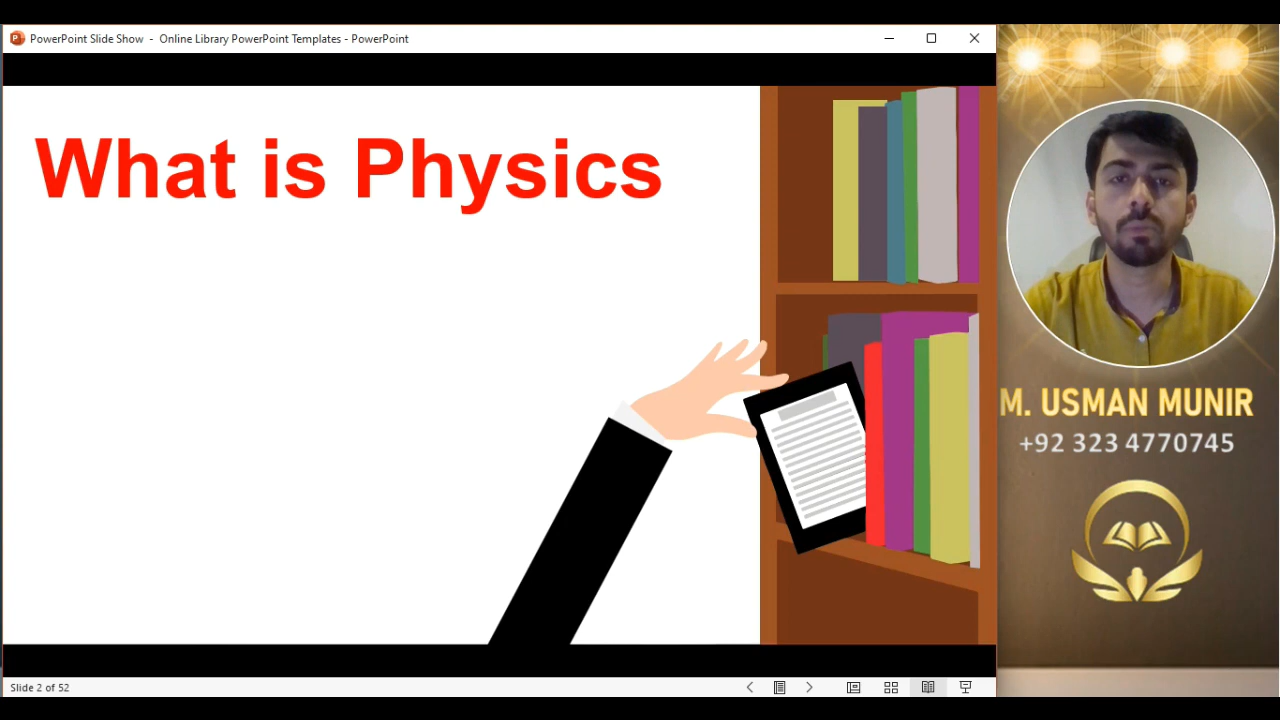 PowerPoint Slide Show - Online Library PowerPoint Templates - PowerPoint
What is Physics
M. USMAN MUNIR
+92 323 4770745
Slide 2 of 52